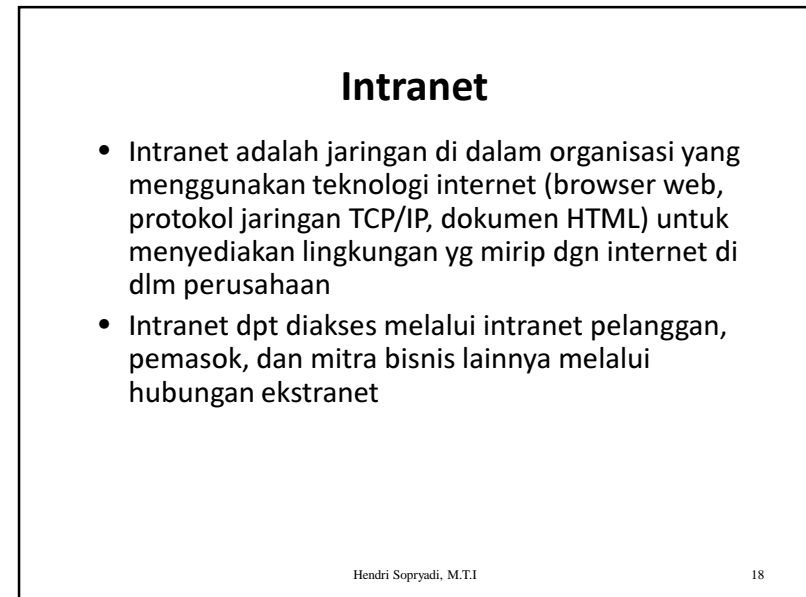 Intranet
• Intranet adalah jaringan di dalam organisasi yang
menggunakan teknologi internet (browser web,
protokol jaringan TCP/IP, dokumen HTML) untuk
menyediakan lingkungan yg mirip dgn internet di
dlm perusahaan
• Intranet dpt diakses melalui intranet pelanggan,
pemasok, dan mitra bisnis lainnya melalui
hubungan ekstranet
Hendri Sopryadi, M.T.I
18